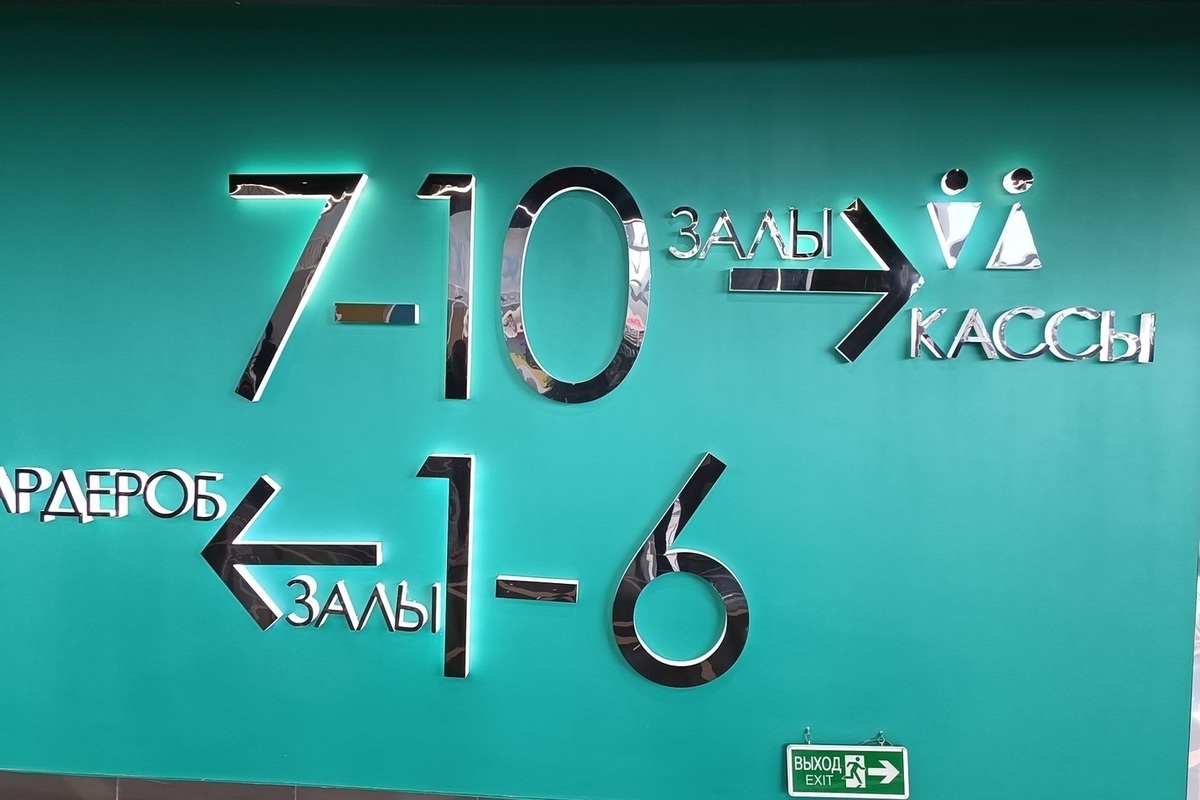 7-10 ЗАЛЫ
КАССЫ
АРДЕРОБ
ЗАЛЫ 1-6
ВЫХОД
EXIT